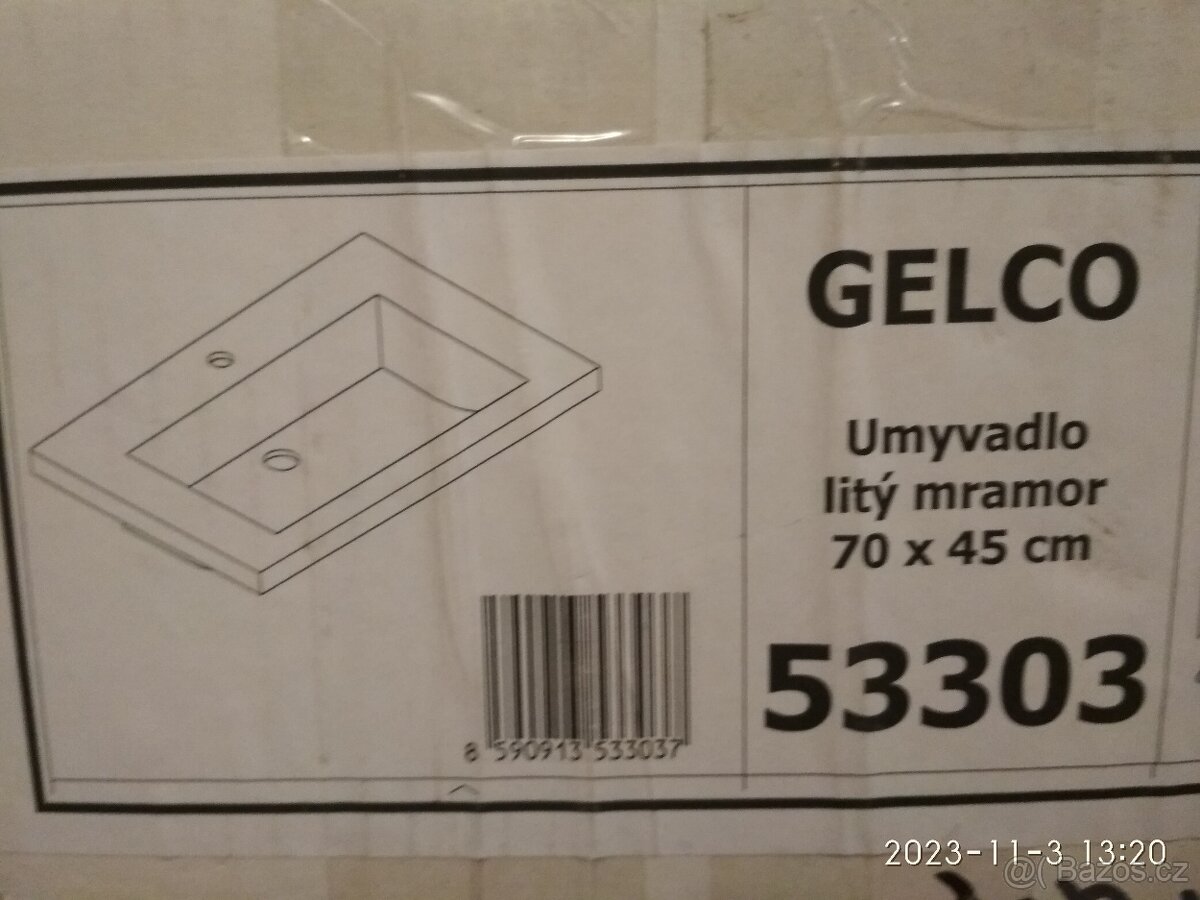 GELCO
Umyvadlo
litý mramor
70 x 45 cm
53303
8 590913 533037
2023-11-3 13:20
Bazos.cz